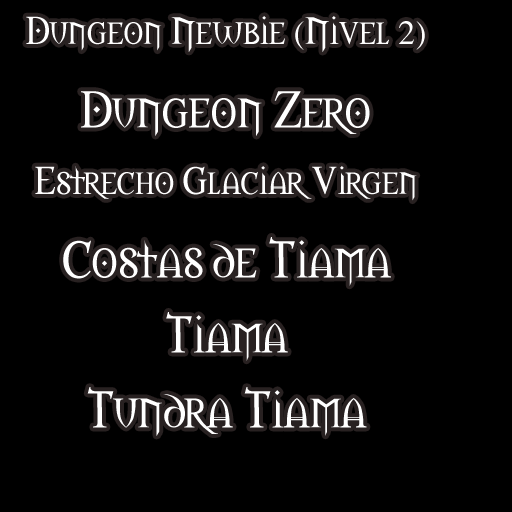 Dungeon Newbie (Nivel 2)
Dungeon Zero
Estrecho Glaciar Virgen
Costas de Tiama
Tiama
Tundra Tiama